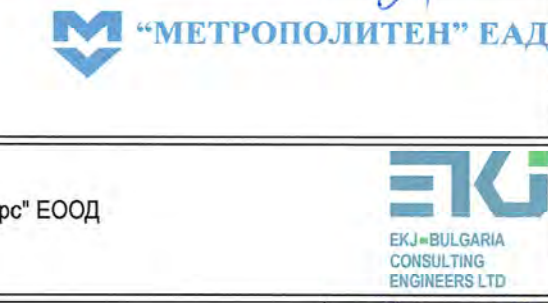 "МЕТРОПОЛИТЕН" ЕАД
рс" ЕООД
EKJ
EKJ-BULGARIA
CONSULTING
ENGINEERS LTD